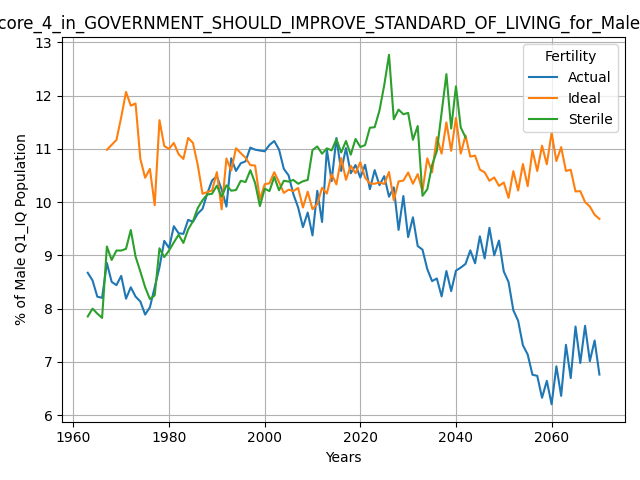 core_4_in_GOVERNMENT_SHOULD_IMPROVE_STANDARD_OF_LIVING_for_Male
13
12
11
10
9
8
7
6
% of Male Q1_IQ Population
Fertility
Actual
Ideal
Sterile
1960
1980
2000
2020
2040
2060
Years